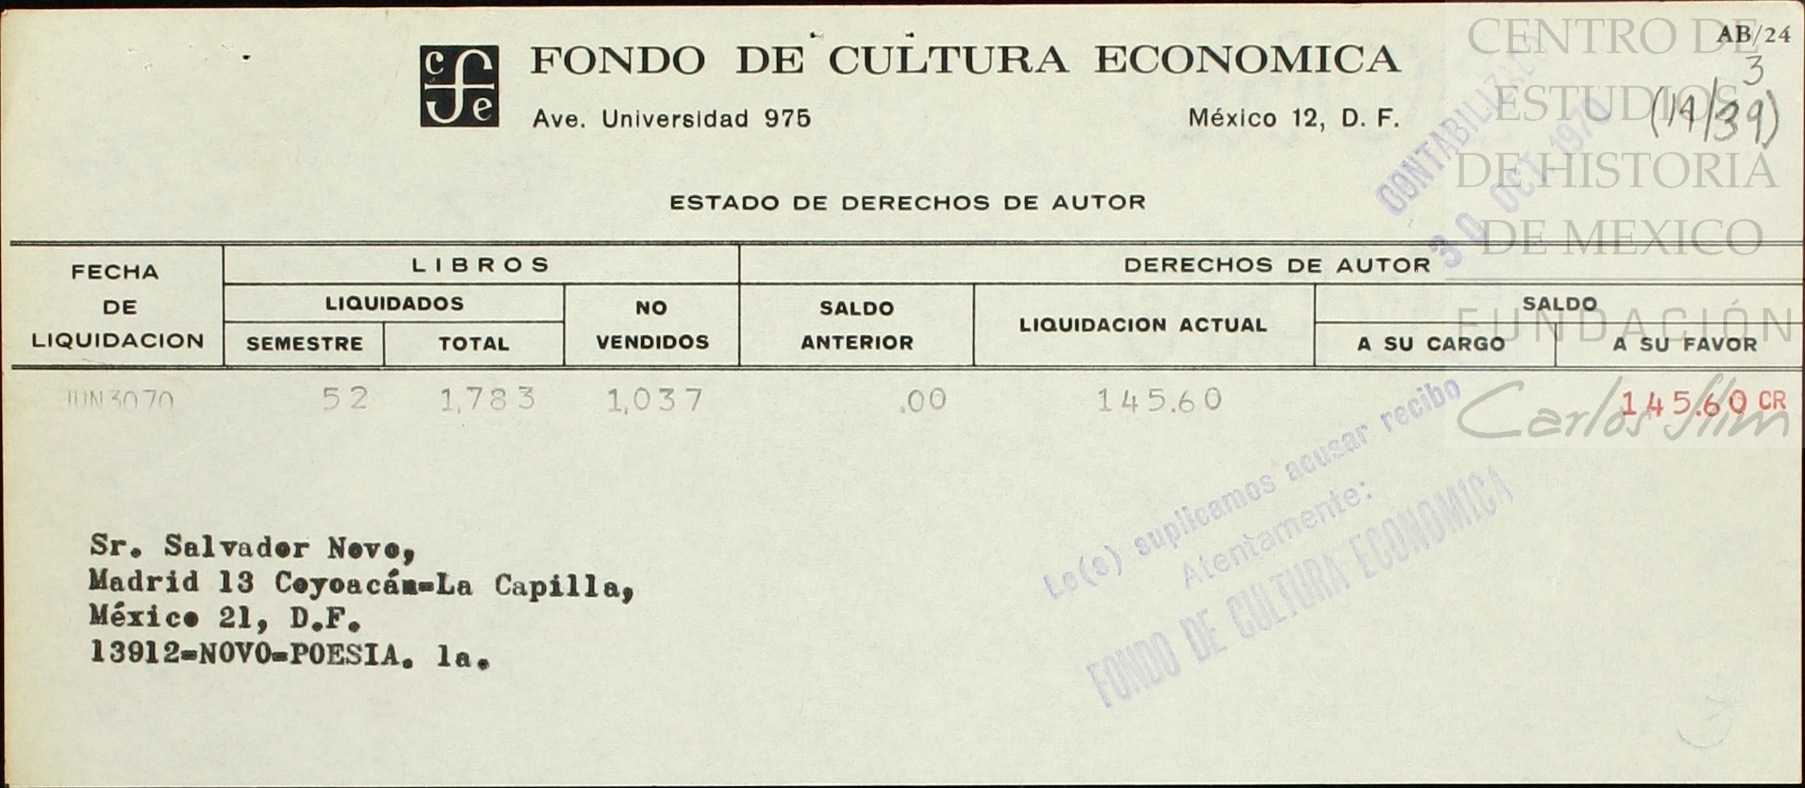 AB/24
3
(14/39)
cfe
FONDO DE CULTURA ECONOMICA
Ave. Universidad 975 México 12, D. F.
CONTABILIZADO
30 OCT. 1970
CENTRO DE
ESTUDIOS
DE HISTORIA
DE MEXICO
FUNDACIÓN
Carlos Slim
ESTADO DE DERECHOS DE AUTOR
FECHA DE LIQUIDACION
LIBROS
DERECHOS DE AUTOR
LIQUIDADOS
SEMESTRE TOTAL
NO VENDIDOS
SALDO ANTERIOR
LIQUIDACION ACTUAL
SALDO
A SU CARGO A SU FAVOR
JUN 30 70 52 1,783 1,037 .00 145.60 145.60 CR
Le(s) suplicamos acusar recibo
Atentamente:
FONDO DE CULTURA ECONOMICA
Sr. Salvador Novo,
Madrid 13 Coyoacán-La Capilla,
México 21, D.F.
13912-NOVO-POESIA. 1a.